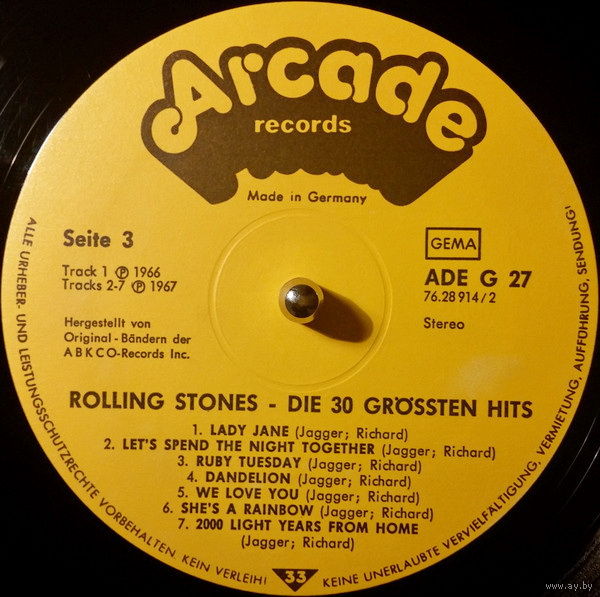 Arcade
records
Made in Germany
Seite 3
Track 1 ℗ 1966
Tracks 2-7 ℗ 1967
Hergestellt von
Original - Bändern der
ABKCO-Records Inc.
GEMA
ADE G 27
76.28 914/2
Stereo
ROLLING STONES - DIE 30 GRÖSSTEN HITS
1. LADY JANE (Jagger; Richard)
2. LET'S SPEND THE NIGHT TOGETHER (Jagger; Richard)
3. RUBY TUESDAY (Jagger; Richard)
4. DANDELION (Jagger; Richard)
5. WE LOVE YOU (Jagger; Richard)
6. SHE'S A RAINBOW (Jagger; Richard)
7. 2000 LIGHT YEARS FROM HOME
(Jagger; Richard)
ALLE URHEBER- UND LEISTUNGSSCHUTZRECHTE VORBEHALTEN. KEIN VERLEIH! KEINE UNERLAUBTE VERVIELFÄLTIGUNG, VERMIETUNG, AUFFÜHRUNG, SENDUNG!
33
www.ay.by